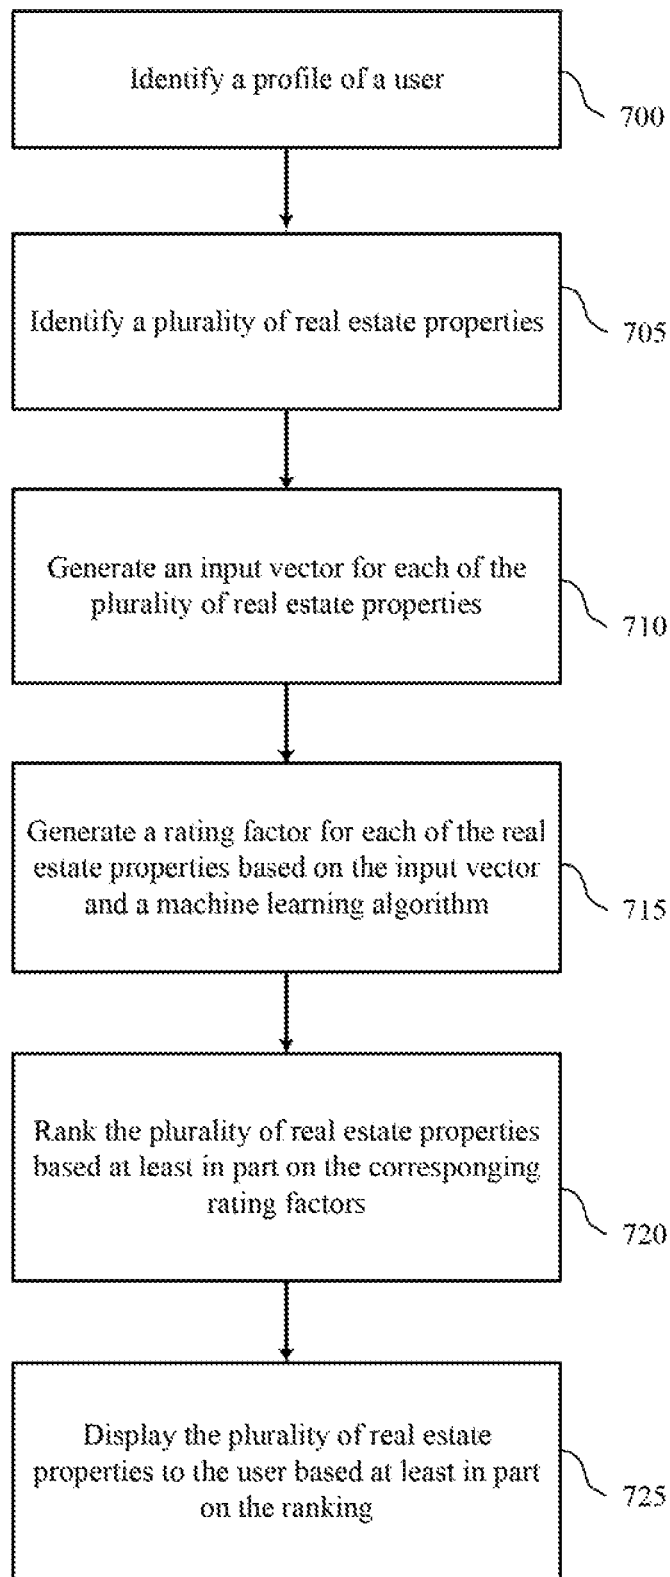 Identify a profile of a user
700
Identify a plurality of real estate properties
705
Generate an input vector for each of the
plurality of real estate properties
710
Generate a rating factor for each of the real
estate properties based on the input vector
and a machine learning algorithm
715
Rank the plurality of real estate properties
based at least in part on the corresponging
rating factors
720
Display the plurality of real estate
properties to the user based at least in part
on the ranking
725